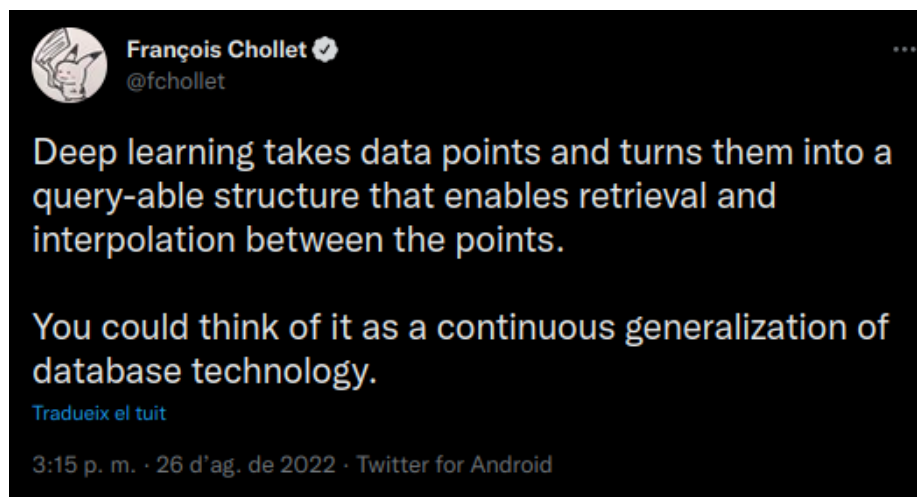 François Chollet
@fchollet
Deep learning takes data points and turns them into a
query-able structure that enables retrieval and
interpolation between the points.
You could think of it as a continuous generalization of
database technology.
Tradueix el tuit
3:15 p. m. · 26 d’ag. de 2022 · Twitter for Android